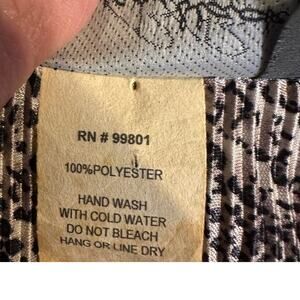 RN # 99801
100%POLYESTER
HAND WASH
WITH COLD WATER
DO NOT BLEACH
HANG OR LINE DRY